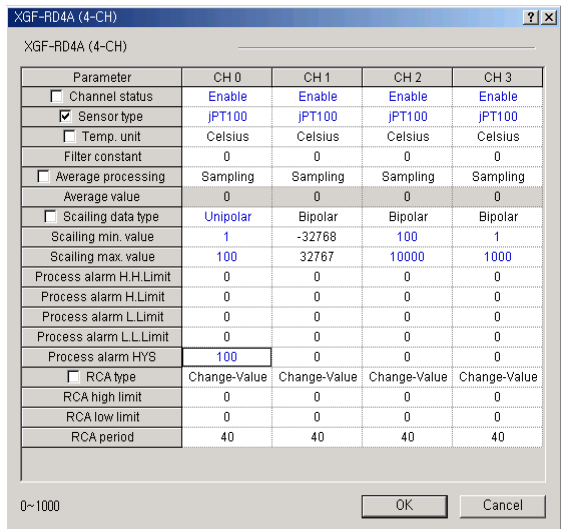 XGF-RD4A (4-CH)
XGF-RD4A (4-CH)
Parameter CH 0 CH 1 CH 2 CH 3
Channel status Enable Enable Enable Enable
Sensor type jPT100 jPT100 jPT100 jPT100
Temp. unit Celsius Celsius Celsius Celsius
Filter constant 0 0 0 0
Average processing Sampling Sampling Sampling Sampling
Average value 0 0 0 0
Scailing data type Unipolar Bipolar Bipolar Bipolar
Scailing min. value 1 -32768 100 1
Scailing max. value 100 32767 10000 1000
Process alarm H.H.Limit 0 0 0 0
Process alarm H.Limit 0 0 0 0
Process alarm L.Limit 0 0 0 0
Process alarm L.L.Limit 0 0 0 0
Process alarm HYS 100 0 0 0
RCA type Change-Value Change-Value Change-Value Change-Value
RCA high limit 0 0 0 0
RCA low limit 0 0 0 0
RCA period 40 40 40 40
0~1000 OK Cancel